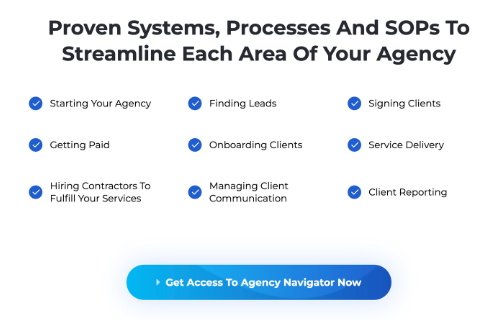 Proven Systems, Processes And SOPs To
Streamline Each Area Of Your Agency
Starting Your Agency
Finding Leads
Signing Clients
Getting Paid
Onboarding Clients
Service Delivery
Hiring Contractors To
Fulfill Your Services
Managing Client
Communication
Client Reporting
Get Access To Agency Navigator Now